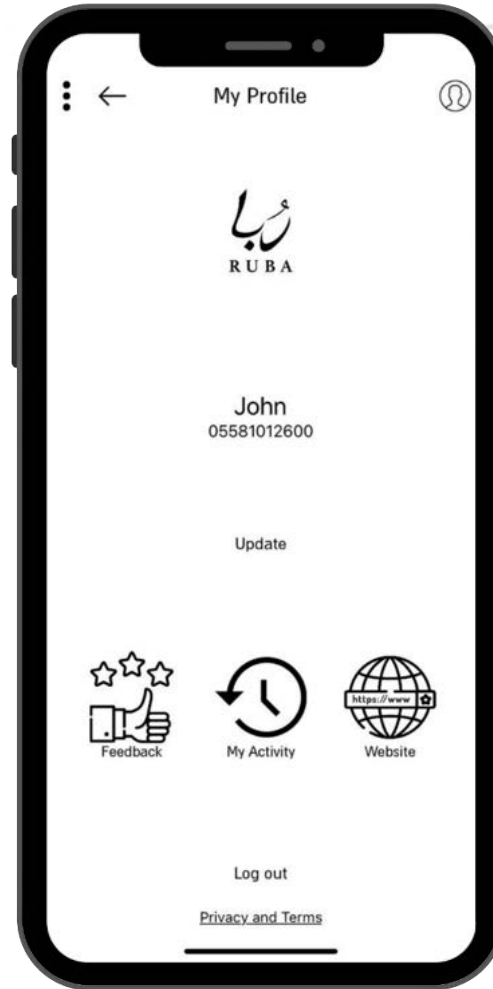 My Profile
رُبا
RUBA
John
05581012600
Update
https://www
Feedback
My Activity
Website
Log out
Privacy and Terms